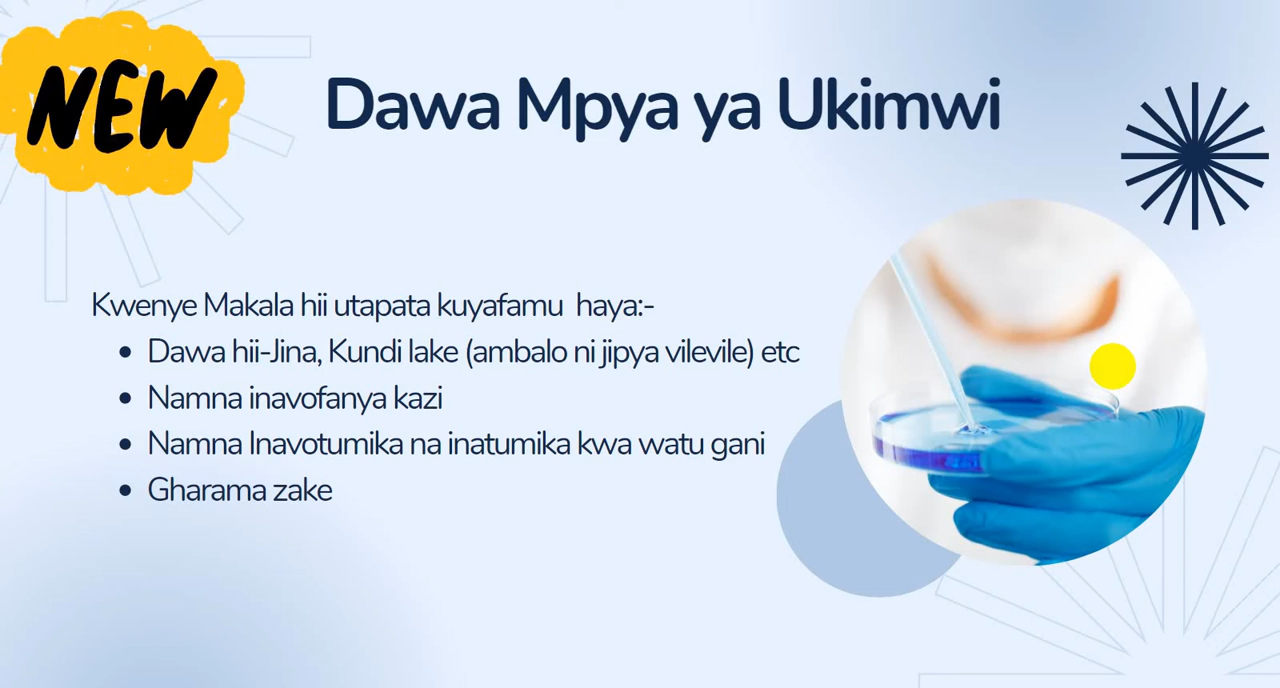 NEW
Dawa Mpya ya Ukimwi
Kwenye Makala hii utapata kuyafamu haya:-
• Dawa hii-Jina, Kundi lake (ambalo ni jipya vilevile) etc
• Namna inavofanya kazi
• Namna Inavotumika na inatumika kwa watu gani
• Gharama zake